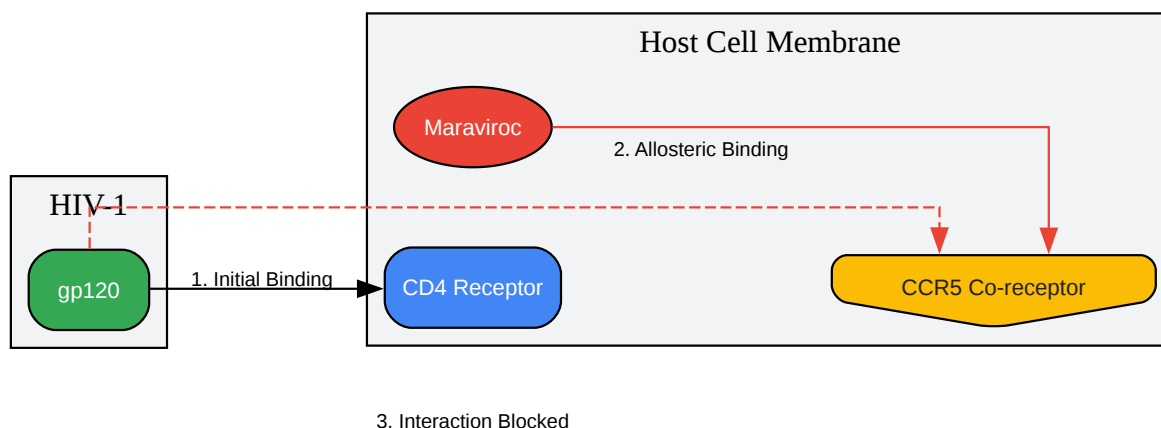 Host Cell Membrane
Maraviroc
2. Allosteric Binding
HIV-1
gp120
1. Initial Binding
CD4 Receptor
CCR5 Co-receptor
3. Interaction Blocked